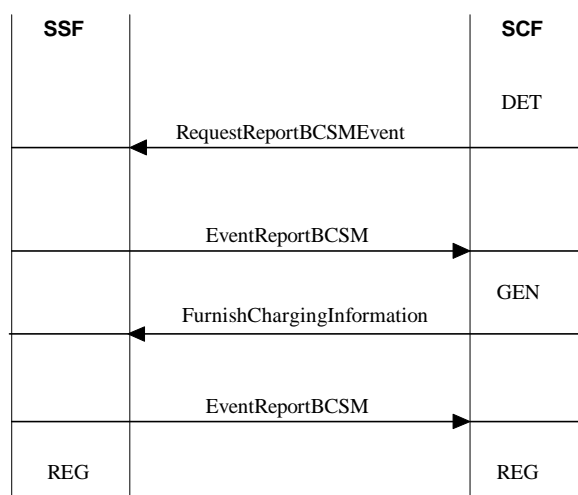 SSF SCF
DET
RequestReportBCSMEvent
EventReportBCSM
GEN
FurnishChargingInformation
EventReportBCSM
REG REG